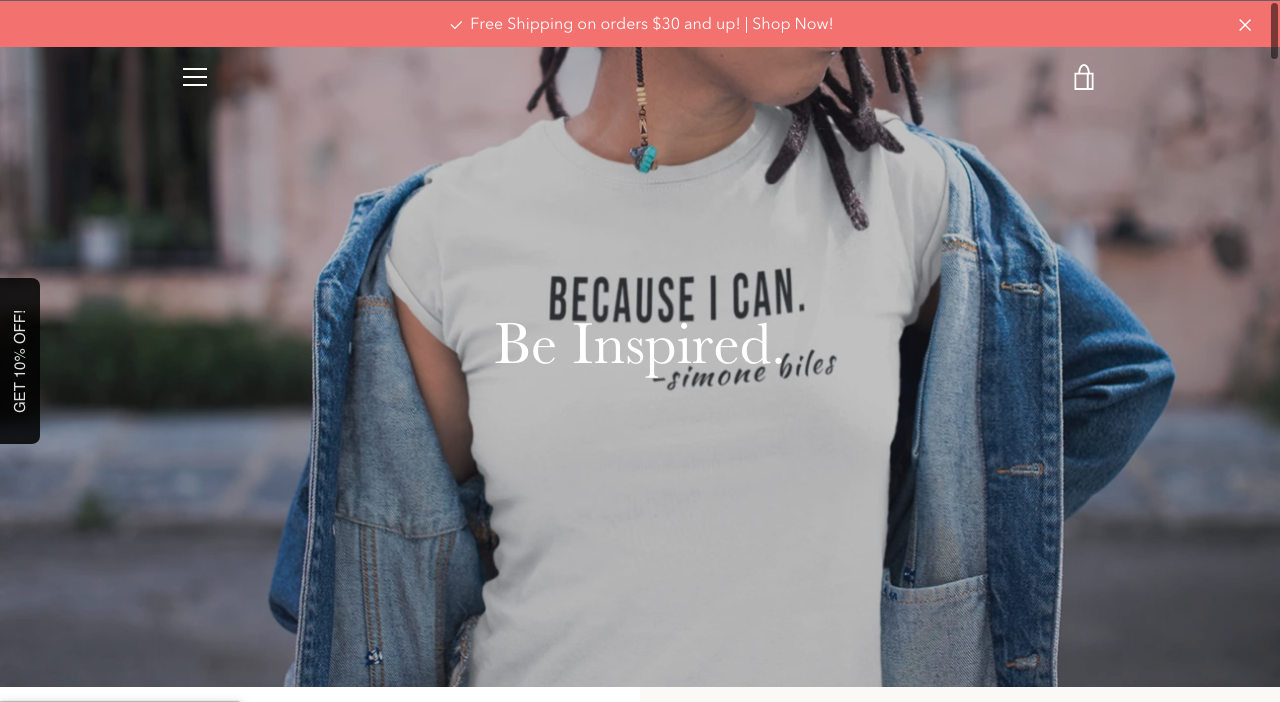 Free Shipping on orders $30 and up! | Shop Now!
BECAUSE I CAN.
Be Inspired.
-simone biles
GET 10% OFF!